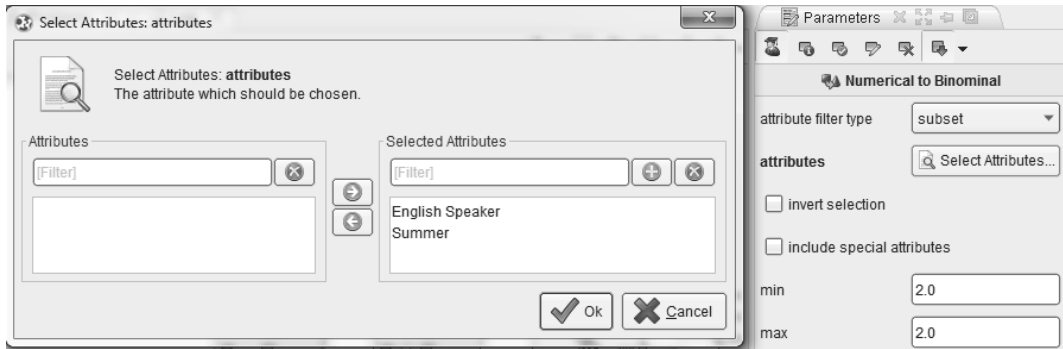 Select Attributes: attributes
Select Attributes: attributes
The attribute which should be chosen.
Attributes
[Filter]
Selected Attributes
[Filter]
English Speaker
Summer
Ok
Cancel
Parameters
Numerical to Binominal
attribute filter type
subset
attributes
Select Attributes...
invert selection
include special attributes
min
2.0
max
2.0